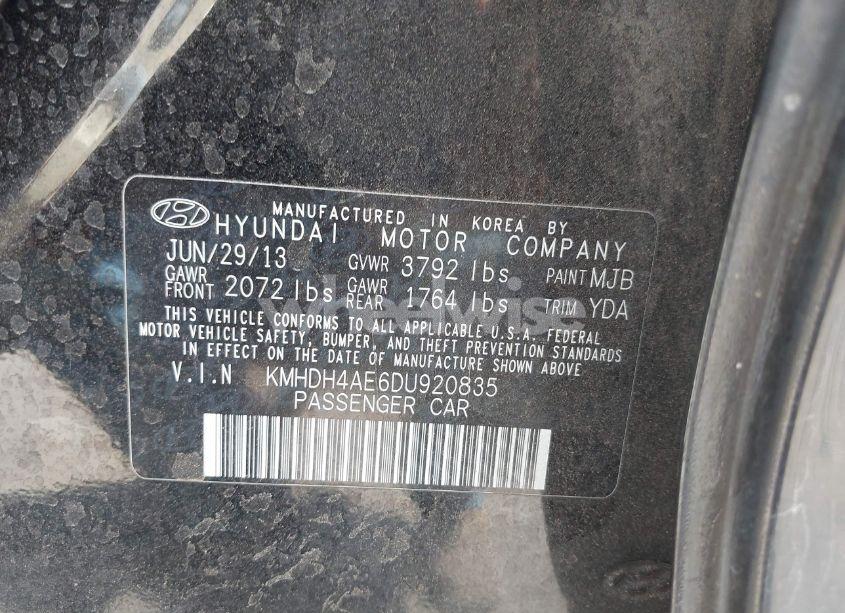 MANUFACTURED IN KOREA BY
HYUNDAI MOTOR COMPANY
JUN/29/13 GVWR 3792 lbs PAINT MJB
GAWR FRONT 2072 lbs GAWR REAR 1764 lbs TRIM YDA
THIS VEHICLE CONFORMS TO ALL APPLICABLE U.S.A. FEDERAL
MOTOR VEHICLE SAFETY, BUMPER, AND THEFT PREVENTION STANDARDS
IN EFFECT ON THE DATE OF MANUFACTURE SHOWN ABOVE
V.I.N KMHDH4AE6DU920835
PASSENGER CAR
wheelwise